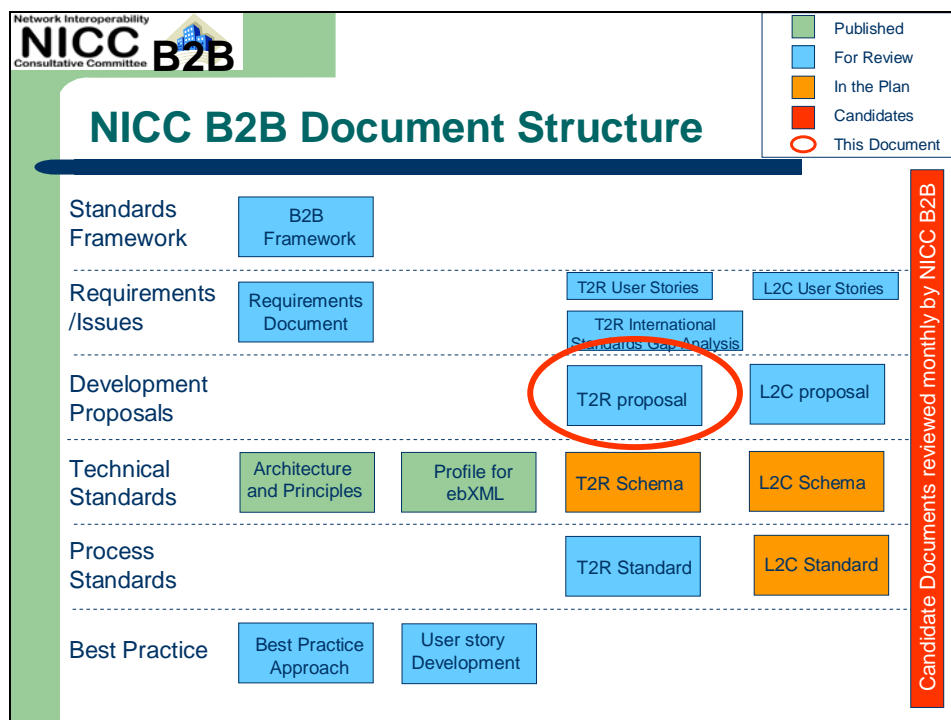 Network Interoperability
NICC
Consultative Committee
B2B
Published
For Review
In the Plan
Candidates
This Document
NICC B2B Document Structure
Standards
Framework
B2B
Framework
Requirements
/Issues
Requirements
Document
T2R User Stories
L2C User Stories
T2R International
Standards Gap Analysis
Development
Proposals
T2R proposal
L2C proposal
Technical
Standards
Architecture
and Principles
Profile for
ebXML
T2R Schema
L2C Schema
Process
Standards
T2R Standard
L2C Standard
Best Practice
Best Practice
Approach
User story
Development
Candidate Documents reviewed monthly by NICC B2B